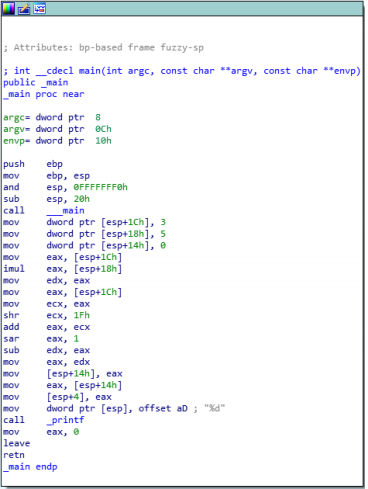 ; Attributes: bp-based frame fuzzy-sp
; int __cdecl main(int argc, const char **argv, const char **envp)
public _main
_main proc near
argc= dword ptr  8
argv= dword ptr  0Ch
envp= dword ptr  10h
push    ebp
mov     ebp, esp
and     esp, 0FFFFFFF0h
sub     esp, 20h
call    ___main
mov     dword ptr [esp+1Ch], 3
mov     dword ptr [esp+18h], 5
mov     dword ptr [esp+14h], 0
mov     eax, [esp+1Ch]
imul    eax, [esp+18h]
mov     edx, eax
mov     eax, [esp+1Ch]
mov     ecx, eax
shr     ecx, 1Fh
add     eax, ecx
sar     eax, 1
sub     edx, eax
mov     eax, edx
mov     [esp+14h], eax
mov     eax, [esp+14h]
mov     [esp+4], eax
mov     dword ptr [esp], offset aD ; "%d"
call    _printf
mov     eax, 0
leave
retn
_main endp